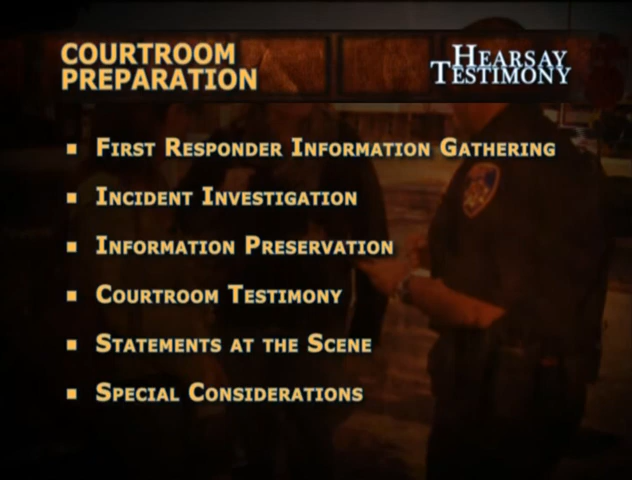 COURTROOM
PREPARATION
HEARSAY
TESTIMONY
FIRST RESPONDER INFORMATION GATHERING
INCIDENT INVESTIGATION
INFORMATION PRESERVATION
COURTROOM TESTIMONY
STATEMENTS AT THE SCENE
SPECIAL CONSIDERATIONS